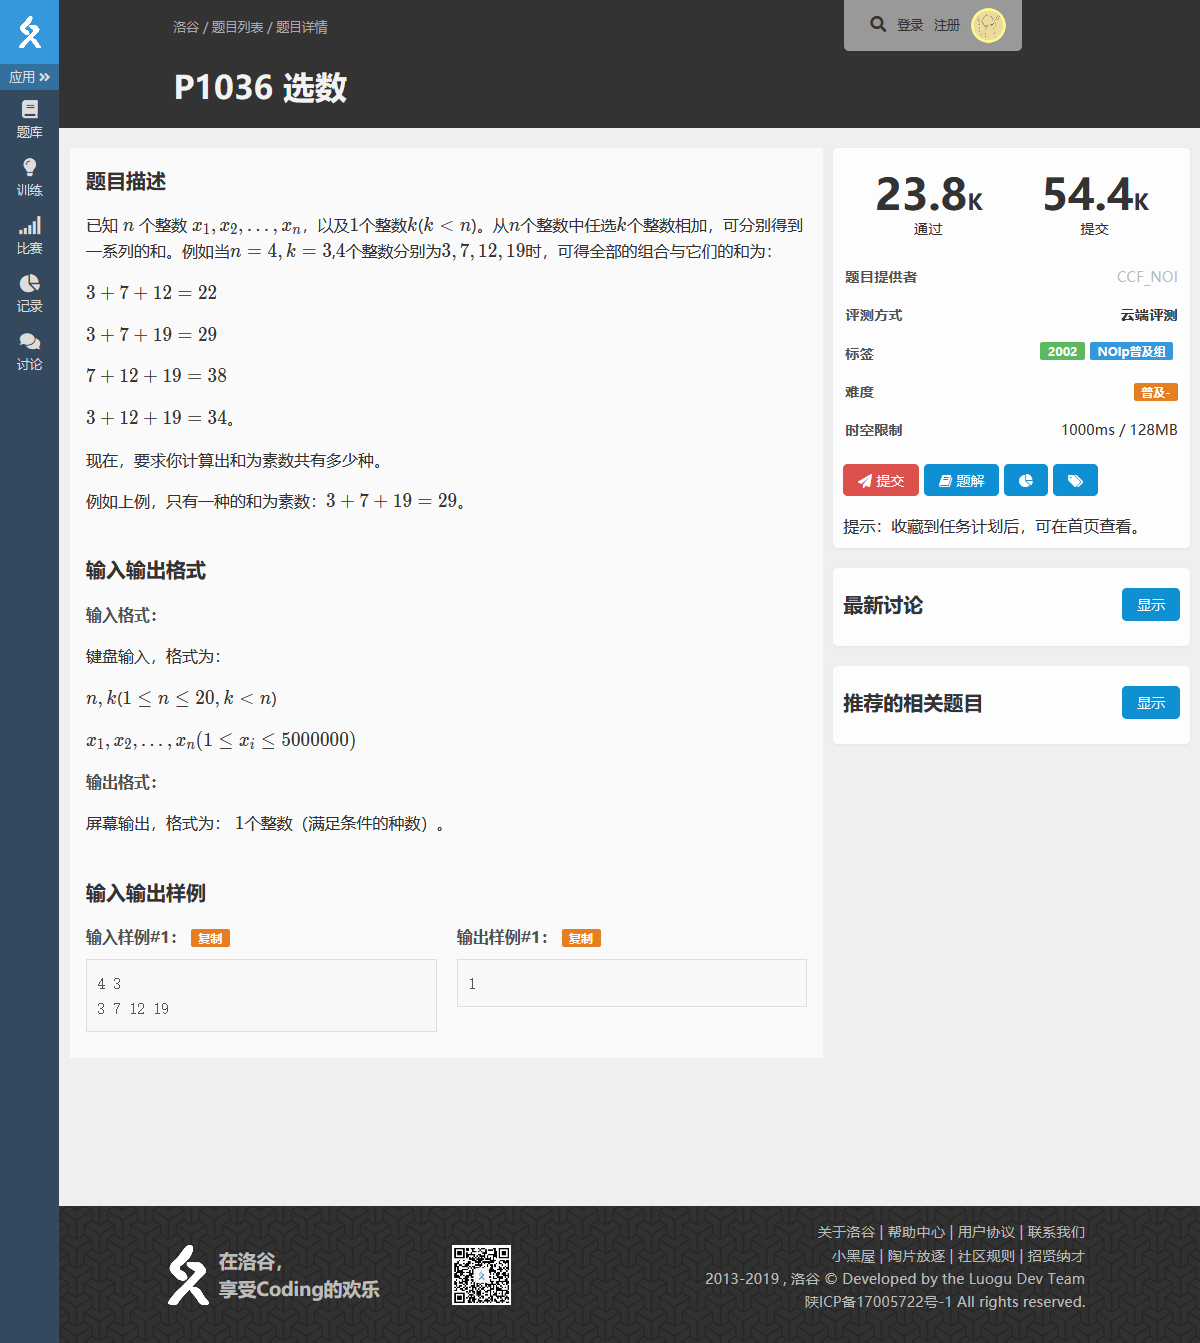 洛谷 / 题目列表 / 题目详情
登录 注册
P1036 选数
应用
题库
训练
比赛
记录
讨论
题目描述
已知 n 个整数 x₁,x₂,…,xₙ，以及1个整数k(k < n)。从n个整数中任选k个整数相加，可分别得到
一系列的和。例如当n = 4,k = 3,4个整数分别为3,7,12,19时，可得全部的组合与它们的和为：
3 + 7 + 12 = 22
3 + 7 + 19 = 29
7 + 12 + 19 = 38
3 + 12 + 19 = 34。
现在，要求你计算出和为素数共有多少种。
例如上例，只有一种的和为素数：3 + 7 + 19 = 29。
输入输出格式
输入格式：
键盘输入，格式为：
n,k(1 ≤ n ≤ 20,k < n)
x₁,x₂,…,xₙ(1 ≤ xᵢ ≤ 5000000)
输出格式：
屏幕输出，格式为： 1个整数（满足条件的种数）。
输入输出样例
输入样例#1： 复制
4 3
3 7 12 19
输出样例#1： 复制
1
23.8K
通过
54.4K
提交
题目提供者 CCF_NOI
评测方式 云端评测
标签 2002 NOIp普及组
难度 普及-
时空限制 1000ms / 128MB
提交 题解
提示：收藏到任务计划后，可在首页查看。
最新讨论 显示
推荐的相关题目 显示
在洛谷，
享受Coding的欢乐
关于洛谷 | 帮助中心 | 用户协议 | 联系我们
小黑屋 | 陶片放逐 | 社区规则 | 招贤纳才
2013-2019 , 洛谷 © Developed by the Luogu Dev Team
陕ICP备17005722号-1 All rights reserved.